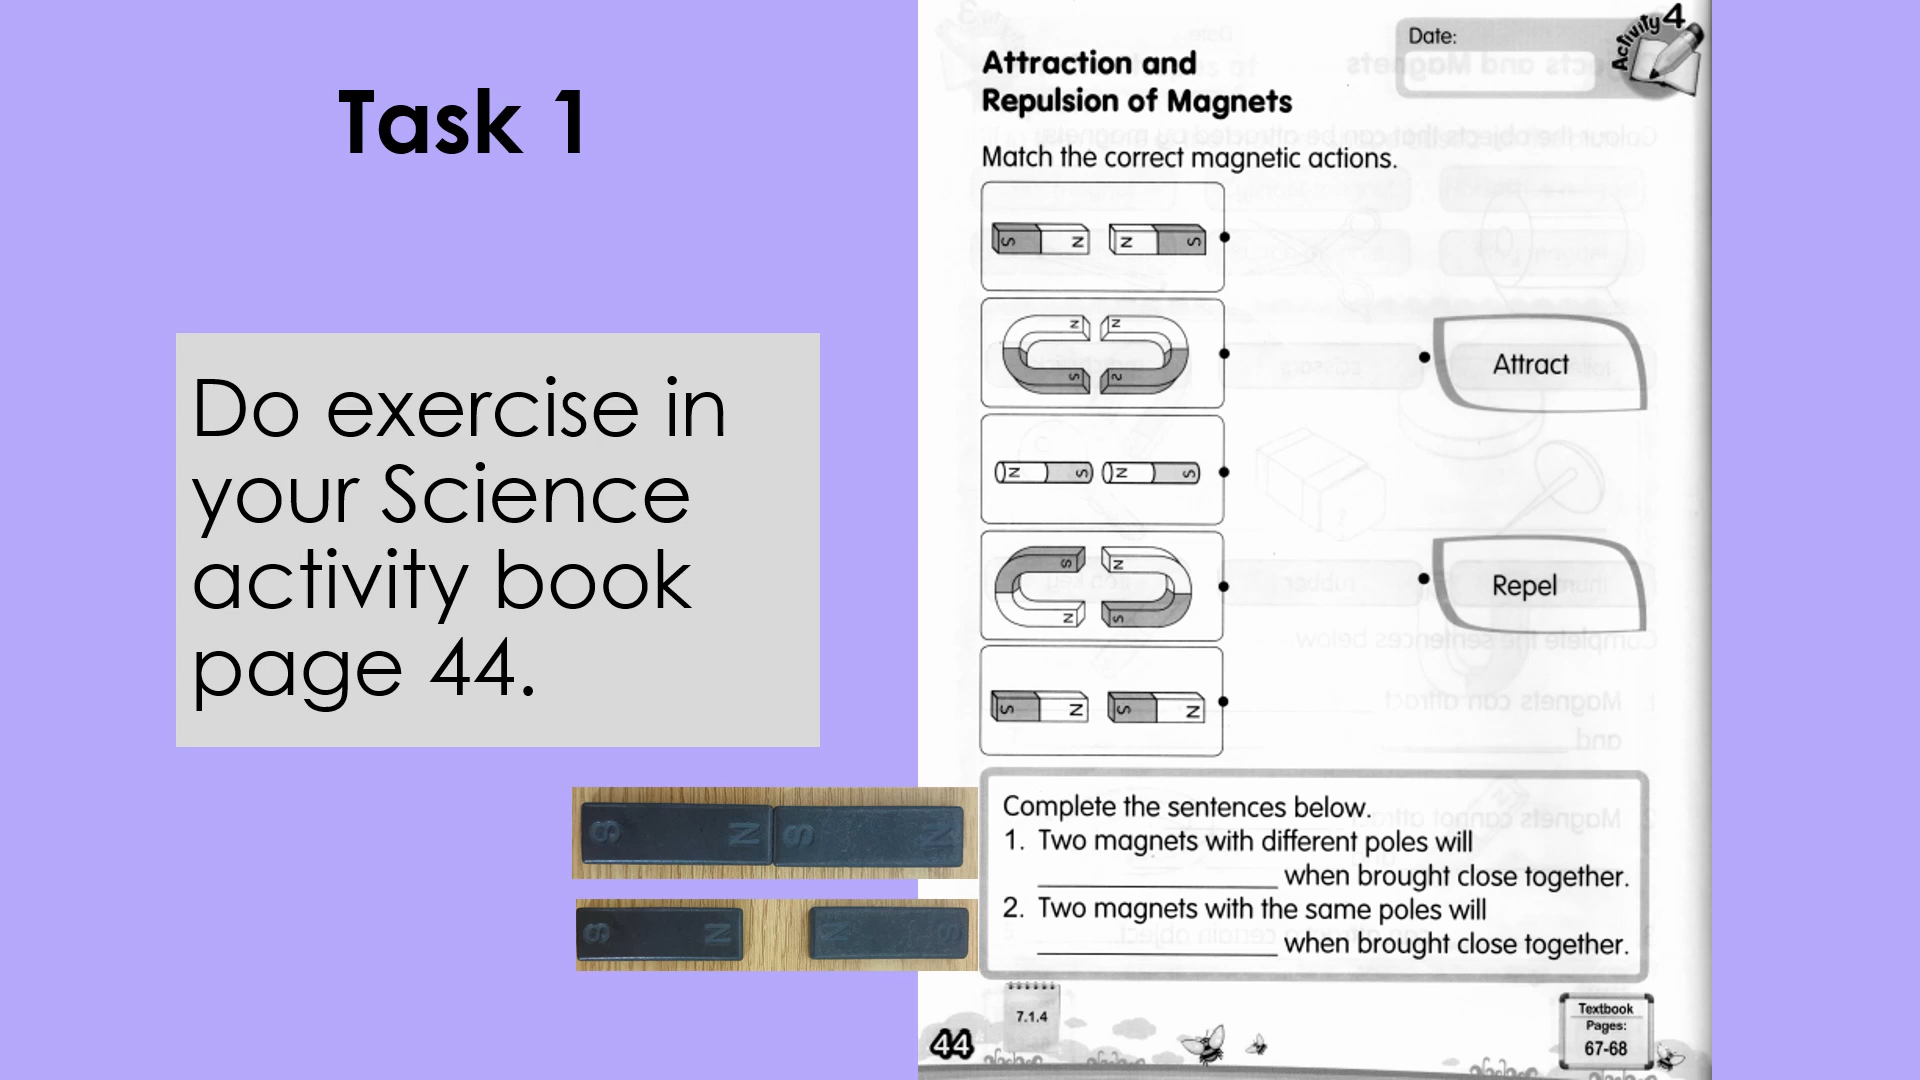 Task 1
Do exercise in
your Science
activity book
page 44.
S N S N
S N N S
Date:
Activity 4
Attraction and
Repulsion of Magnets
Match the correct magnetic actions.
S N N S
N N
S S
Attract
N S N S
S N
N S
Repel
S N S N
Complete the sentences below.
1. Two magnets with different poles will
____________________ when brought close together.
2. Two magnets with the same poles will
____________________ when brought close together.
7.1.4
44
Textbook
Pages:
67-68